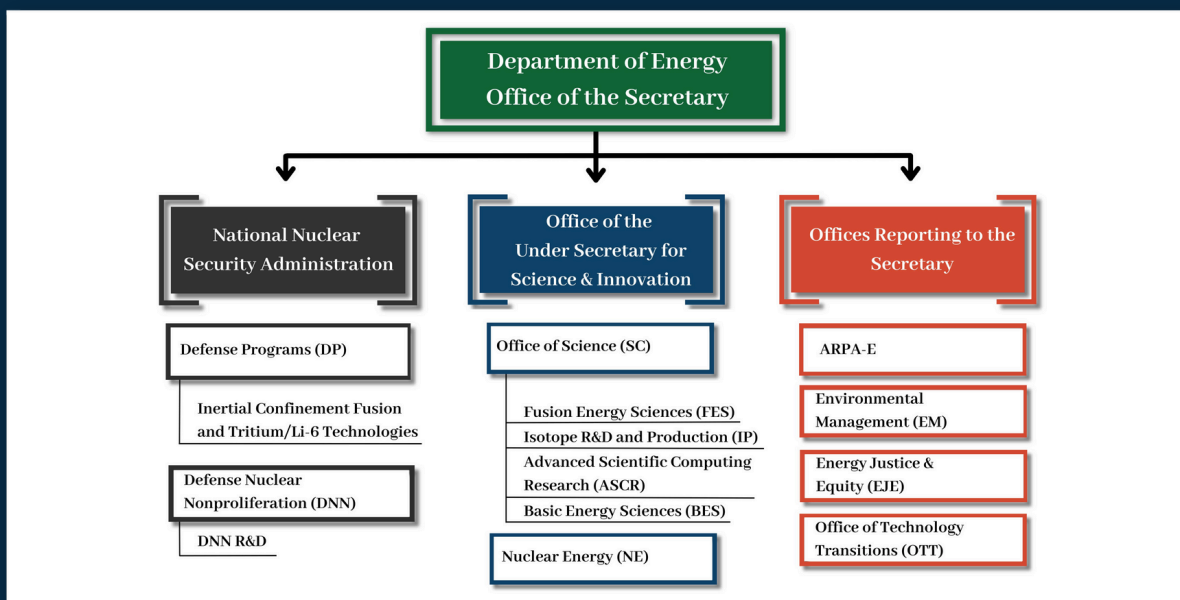 Department of Energy
Office of the Secretary
National Nuclear
Security Administration
Defense Programs (DP)
Inertial Confinement Fusion
and Tritium/Li-6 Technologies
Defense Nuclear
Nonproliferation (DNN)
DNN R&D
Office of the
Under Secretary for
Science & Innovation
Office of Science (SC)
Fusion Energy Sciences (FES)
Isotope R&D and Production (IP)
Advanced Scientific Computing
Research (ASCR)
Basic Energy Sciences (BES)
Nuclear Energy (NE)
Offices Reporting to the
Secretary
ARPA-E
Environmental
Management (EM)
Energy Justice &
Equity (EJE)
Office of Technology
Transitions (OTT)